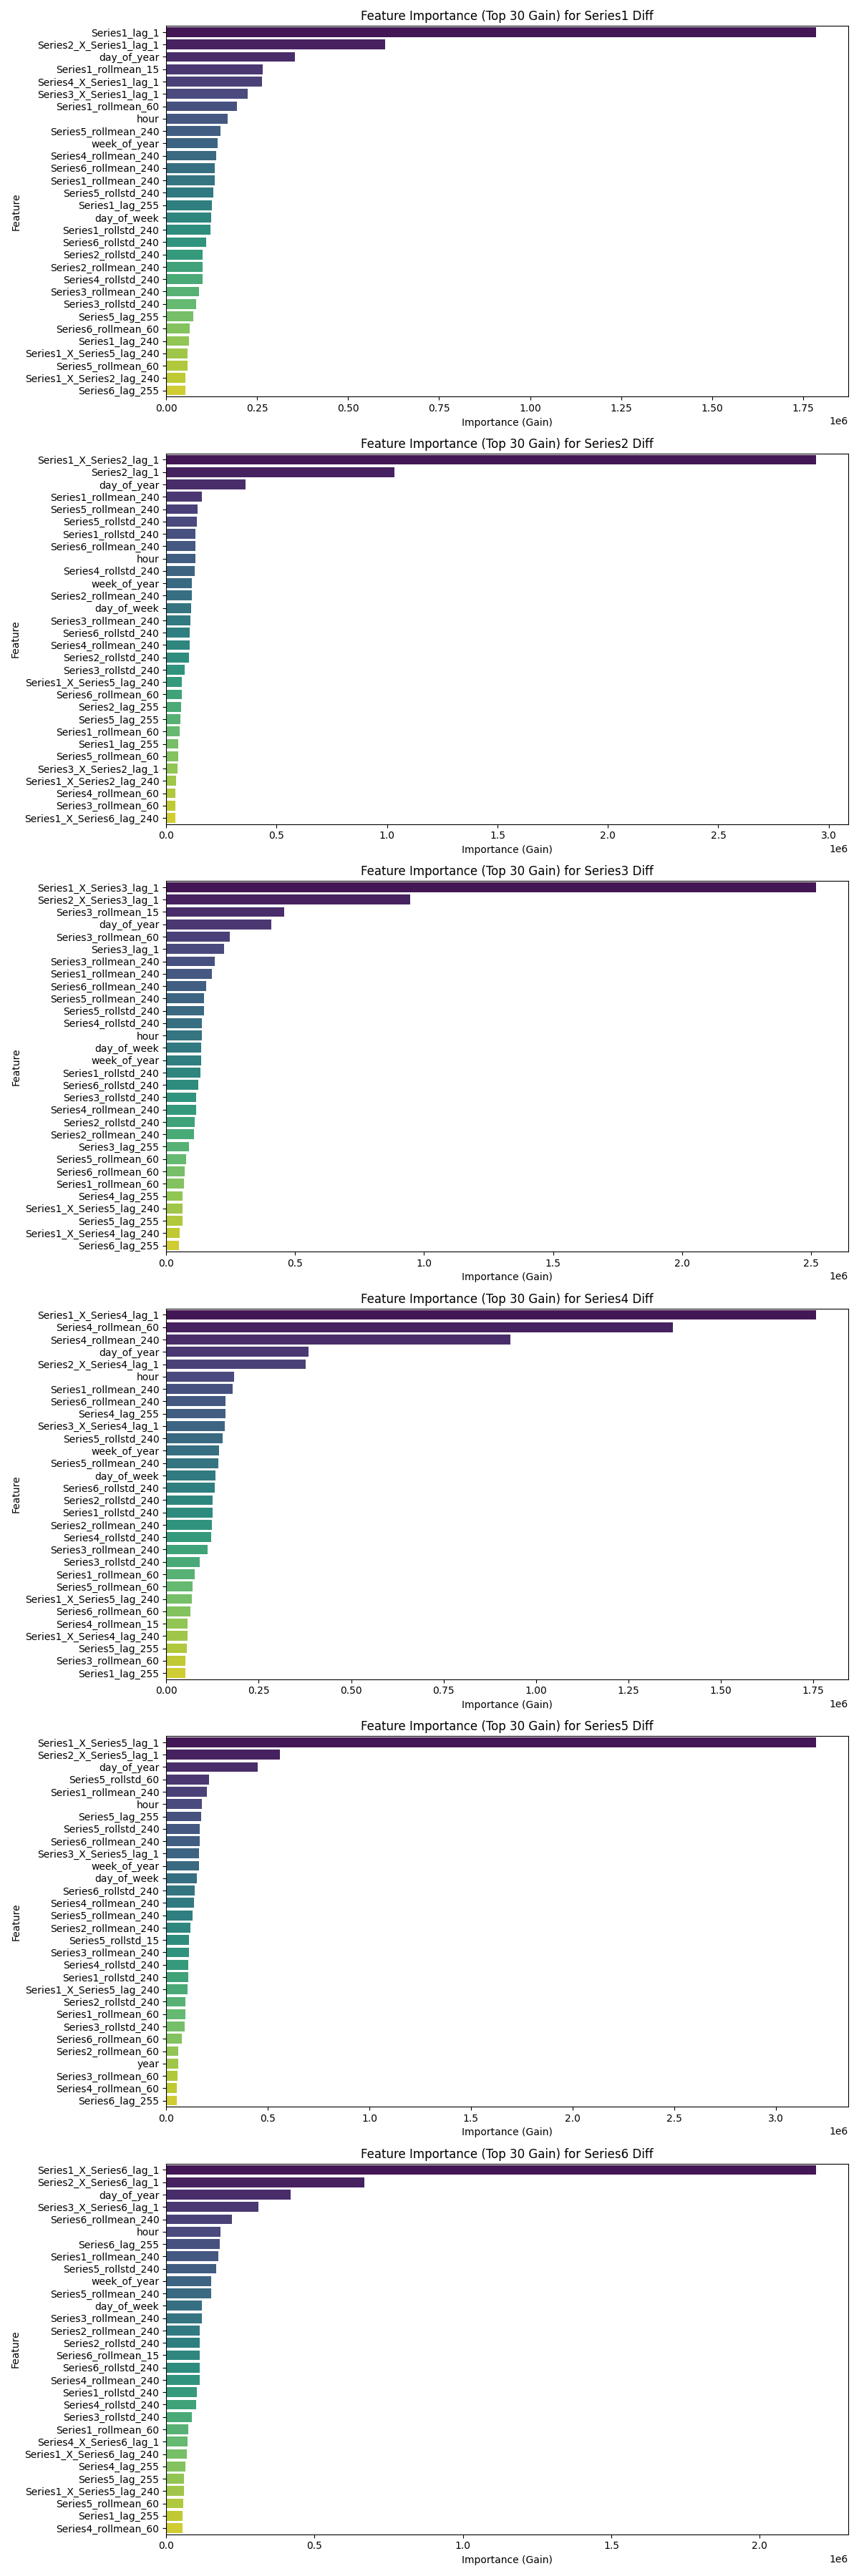 Feature Importance (Top 30 Gain) for Series1 Diff
Series1_lag_1
Series2_X_Series1_lag_1
day_of_year
Series1_rollmean_15
Series4_X_Series1_lag_1
Series3_X_Series1_lag_1
Series1_rollmean_60
hour
Series5_rollmean_240
week_of_year
Series4_rollmean_240
Series6_rollmean_240
Series1_rollmean_240
Series5_rollstd_240
Series1_lag_255
day_of_week
Series1_rollstd_240
Series6_rollstd_240
Series2_rollstd_240
Series2_rollmean_240
Series4_rollstd_240
Series3_rollmean_240
Series3_rollstd_240
Series5_lag_255
Series6_rollmean_60
Series1_lag_240
Series1_X_Series5_lag_240
Series5_rollmean_60
Series1_X_Series2_lag_240
Series6_lag_255
Feature
0.00 0.25 0.50 0.75 1.00 1.25 1.50 1.75
1e6
Importance (Gain)
Feature Importance (Top 30 Gain) for Series2 Diff
Series1_X_Series2_lag_1
Series2_lag_1
day_of_year
Series1_rollmean_240
Series5_rollmean_240
Series5_rollstd_240
Series1_rollstd_240
Series6_rollmean_240
hour
Series4_rollstd_240
week_of_year
Series2_rollmean_240
day_of_week
Series3_rollmean_240
Series6_rollstd_240
Series4_rollmean_240
Series2_rollstd_240
Series3_rollstd_240
Series1_X_Series5_lag_240
Series6_rollmean_60
Series2_lag_255
Series5_lag_255
Series1_rollmean_60
Series1_lag_255
Series5_rollmean_60
Series3_X_Series2_lag_1
Series1_X_Series2_lag_240
Series4_rollmean_60
Series3_rollmean_60
Series1_X_Series6_lag_240
Feature
0.0 0.5 1.0 1.5 2.0 2.5 3.0
1e6
Importance (Gain)
Feature Importance (Top 30 Gain) for Series3 Diff
Series1_X_Series3_lag_1
Series2_X_Series3_lag_1
Series3_rollmean_15
day_of_year
Series3_rollmean_60
Series3_lag_1
Series3_rollmean_240
Series1_rollmean_240
Series6_rollmean_240
Series5_rollmean_240
Series5_rollstd_240
Series4_rollstd_240
hour
day_of_week
week_of_year
Series1_rollstd_240
Series6_rollstd_240
Series3_rollstd_240
Series4_rollmean_240
Series2_rollstd_240
Series2_rollmean_240
Series3_lag_255
Series5_rollmean_60
Series6_rollmean_60
Series1_rollmean_60
Series4_lag_255
Series1_X_Series5_lag_240
Series5_lag_255
Series1_X_Series4_lag_240
Series6_lag_255
Feature
0.0 0.5 1.0 1.5 2.0 2.5
1e6
Importance (Gain)
Feature Importance (Top 30 Gain) for Series4 Diff
Series1_X_Series4_lag_1
Series4_rollmean_60
Series4_rollmean_240
day_of_year
Series2_X_Series4_lag_1
hour
Series1_rollmean_240
Series6_rollmean_240
Series4_lag_255
Series3_X_Series4_lag_1
Series5_rollstd_240
week_of_year
Series5_rollmean_240
day_of_week
Series6_rollstd_240
Series2_rollstd_240
Series1_rollstd_240
Series2_rollmean_240
Series4_rollstd_240
Series3_rollmean_240
Series3_rollstd_240
Series1_rollmean_60
Series5_rollmean_60
Series1_X_Series5_lag_240
Series6_rollmean_60
Series4_rollmean_15
Series1_X_Series4_lag_240
Series5_lag_255
Series3_rollmean_60
Series1_lag_255
Feature
0.00 0.25 0.50 0.75 1.00 1.25 1.50 1.75
1e6
Importance (Gain)
Feature Importance (Top 30 Gain) for Series5 Diff
Series1_X_Series5_lag_1
Series2_X_Series5_lag_1
day_of_year
Series5_rollstd_60
Series1_rollmean_240
hour
Series5_lag_255
Series5_rollstd_240
Series6_rollmean_240
Series3_X_Series5_lag_1
week_of_year
day_of_week
Series6_rollstd_240
Series4_rollmean_240
Series5_rollmean_240
Series2_rollmean_240
Series5_rollstd_15
Series3_rollmean_240
Series4_rollstd_240
Series1_rollstd_240
Series1_X_Series5_lag_240
Series2_rollstd_240
Series1_rollmean_60
Series3_rollstd_240
Series6_rollmean_60
Series2_rollmean_60
year
Series3_rollmean_60
Series4_rollmean_60
Series6_lag_255
Feature
0.0 0.5 1.0 1.5 2.0 2.5 3.0
1e6
Importance (Gain)
Feature Importance (Top 30 Gain) for Series6 Diff
Series1_X_Series6_lag_1
Series2_X_Series6_lag_1
day_of_year
Series3_X_Series6_lag_1
Series6_rollmean_240
hour
Series6_lag_255
Series1_rollmean_240
Series5_rollstd_240
week_of_year
Series5_rollmean_240
day_of_week
Series3_rollmean_240
Series2_rollmean_240
Series2_rollstd_240
Series6_rollmean_15
Series6_rollstd_240
Series4_rollmean_240
Series1_rollstd_240
Series4_rollstd_240
Series3_rollstd_240
Series1_rollmean_60
Series4_X_Series6_lag_1
Series1_X_Series6_lag_240
Series4_lag_255
Series5_lag_255
Series1_X_Series5_lag_240
Series5_rollmean_60
Series1_lag_255
Series4_rollmean_60
Feature
0.0 0.5 1.0 1.5 2.0
1e6
Importance (Gain)